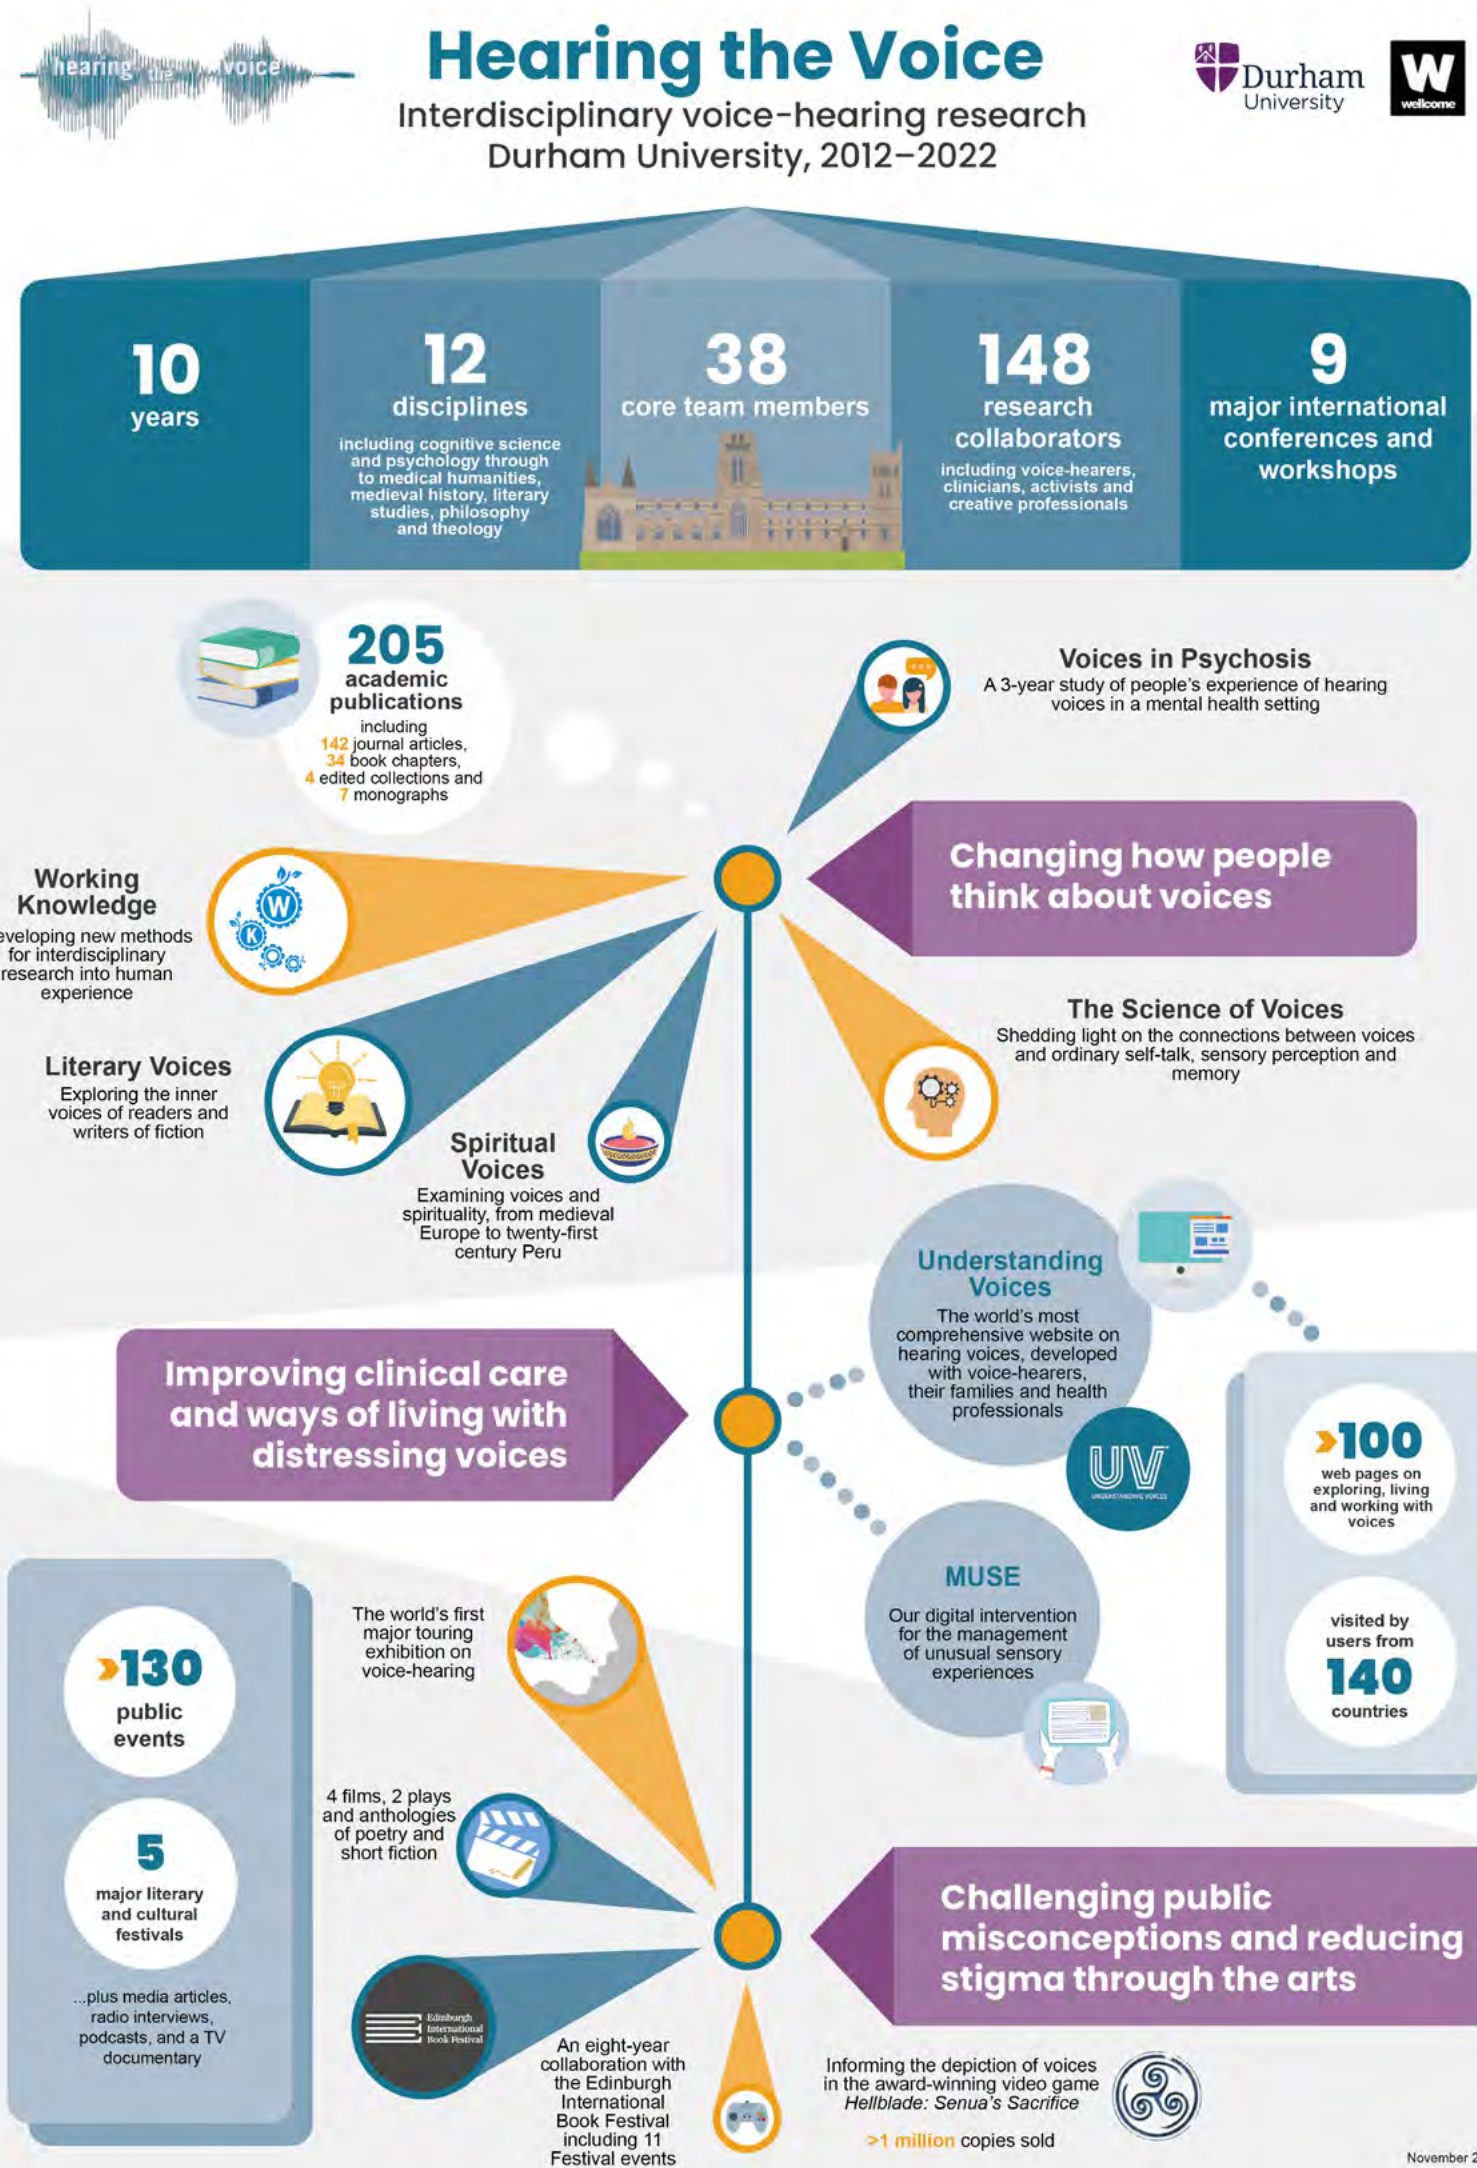 hearing the voice
Hearing the Voice
Interdisciplinary voice-hearing research
Durham University, 2012–2022
Durham
University
W
wellcome
10
years
12
disciplines
including cognitive science
and psychology through
to medical humanities,
medieval history, literary
studies, philosophy
and theology
38
core team members
148
research
collaborators
including voice-hearers,
clinicians, activists and
creative professionals
9
major international
conferences and
workshops
205
academic
publications
including
142 journal articles,
34 book chapters,
4 edited collections and
7 monographs
Voices in Psychosis
A 3-year study of people's experience of hearing
voices in a mental health setting
Changing how people
think about voices
Working
Knowledge
eveloping new methods
for interdisciplinary
research into human
experience
W
K
The Science of Voices
Shedding light on the connections between voices
and ordinary self-talk, sensory perception and
memory
Literary Voices
Exploring the inner
voices of readers and
writers of fiction
Spiritual
Voices
Examining voices and
spirituality, from medieval
Europe to twenty-first
century Peru
Understanding
Voices
The world's most
comprehensive website on
hearing voices, developed
with voice-hearers,
their families and health
professionals
UV
UNDERSTANDING VOICES
Improving clinical care
and ways of living with
distressing voices
>100
web pages on
exploring, living
and working with
voices
visited by
users from
140
countries
MUSE
Our digital intervention
for the management
of unusual sensory
experiences
>130
public
events
5
major literary
and cultural
festivals
...plus media articles,
radio interviews,
podcasts, and a TV
documentary
The world's first
major touring
exhibition on
voice-hearing
4 films, 2 plays
and anthologies
of poetry and
short fiction
Challenging public
misconceptions and reducing
stigma through the arts
Edinburgh
International
Book Festival
An eight-year
collaboration with
the Edinburgh
International
Book Festival
including 11
Festival events
Informing the depiction of voices
in the award-winning video game
Hellblade: Senua's Sacrifice
>1 million copies sold
November 2